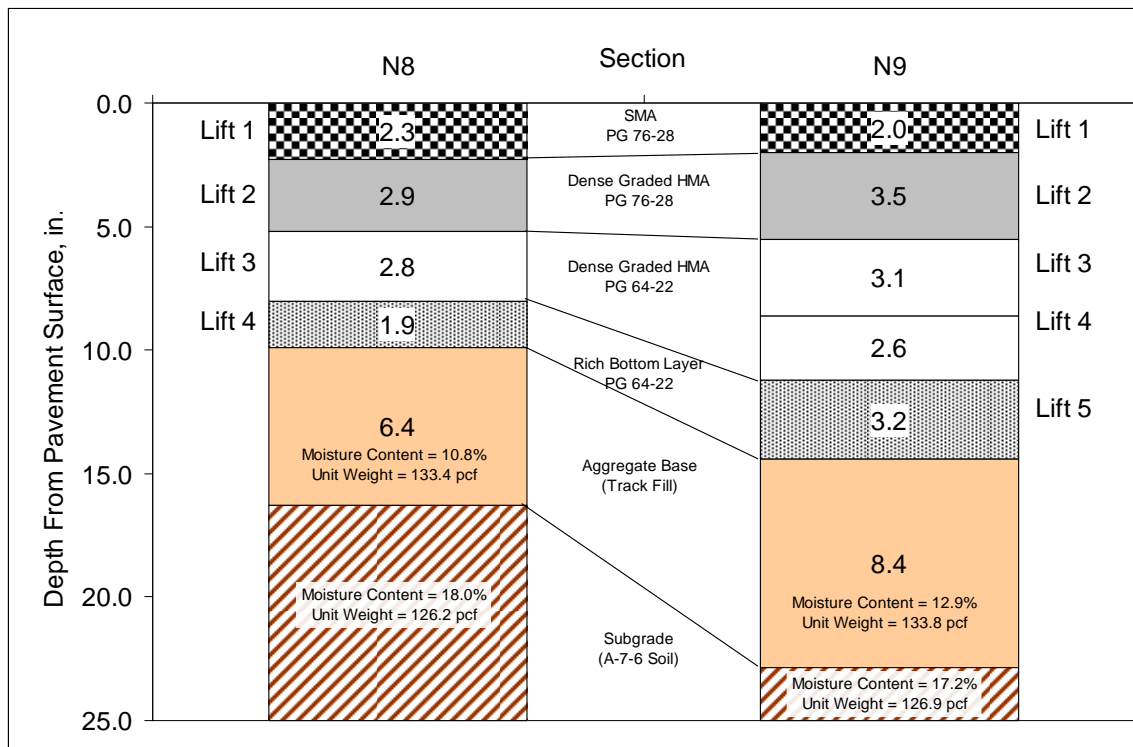 Section
N8
N9
Depth From Pavement Surface, in.
0.0
5.0
10.0
15.0
20.0
25.0
Lift 1
Lift 2
Lift 3
Lift 4
2.3
2.9
2.8
1.9
6.4
Moisture Content = 10.8%
Unit Weight = 133.4 pcf
Moisture Content = 18.0%
Unit Weight = 126.2 pcf
SMA
PG 76-28
Dense Graded HMA
PG 76-28
Dense Graded HMA
PG 64-22
Rich Bottom Layer
PG 64-22
Aggregate Base
(Track Fill)
Subgrade
(A-7-6 Soil)
2.0
3.5
3.1
2.6
3.2
8.4
Moisture Content = 12.9%
Unit Weight = 133.8 pcf
Moisture Content = 17.2%
Unit Weight = 126.9 pcf
Lift 1
Lift 2
Lift 3
Lift 4
Lift 5